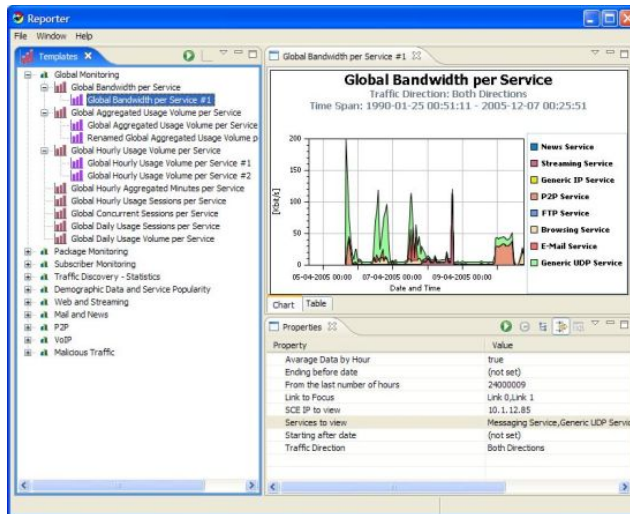 Reporter
File Window Help
Templates
Global Monitoring
Global Bandwidth per Service
Global Bandwidth per Service #1
Global Aggregated Usage Volume per Service
Global Aggregated Usage Volume per Service
Renamed Global Aggregated Usage Volume p
Global Hourly Usage Volume per Service
Global Hourly Usage Volume per Service #1
Global Hourly Usage Volume per Service #2
Global Hourly Aggregated Minutes per Service
Global Hourly Usage Sessions per Service
Global Concurrent Sessions per Service
Global Daily Usage Sessions per Service
Global Daily Usage Volume per Service
Package Monitoring
Subscriber Monitoring
Traffic Discovery - Statistics
Demographic Data and Service Popularity
Web and Streaming
Mail and News
P2P
VoIP
Malicious Traffic
Global Bandwidth per Service #1
Global Bandwidth per Service
Traffic Direction: Both Directions
Time Span: 1990-01-25 00:51:11 - 2005-12-07 00:25:51
200
150
100
50
0
[Kbit/s]
05-04-2005 00:00 07-04-2005 00:00 09-04-2005 00:00
Date and Time
News Service
Streaming Service
Generic IP Service
P2P Service
FTP Service
Browsing Service
E-Mail Service
Generic UDP Service
Chart Table
Properties
Property Value
Avarage Data by Hour true
Ending before date (not set)
From the last number of hours 24000009
Link to Focus Link 0,Link 1
SCE IP to view 10.1.12.85
Services to view Messaging Service,Generic UDP Servic
Starting after date (not set)
Traffic Direction Both Directions